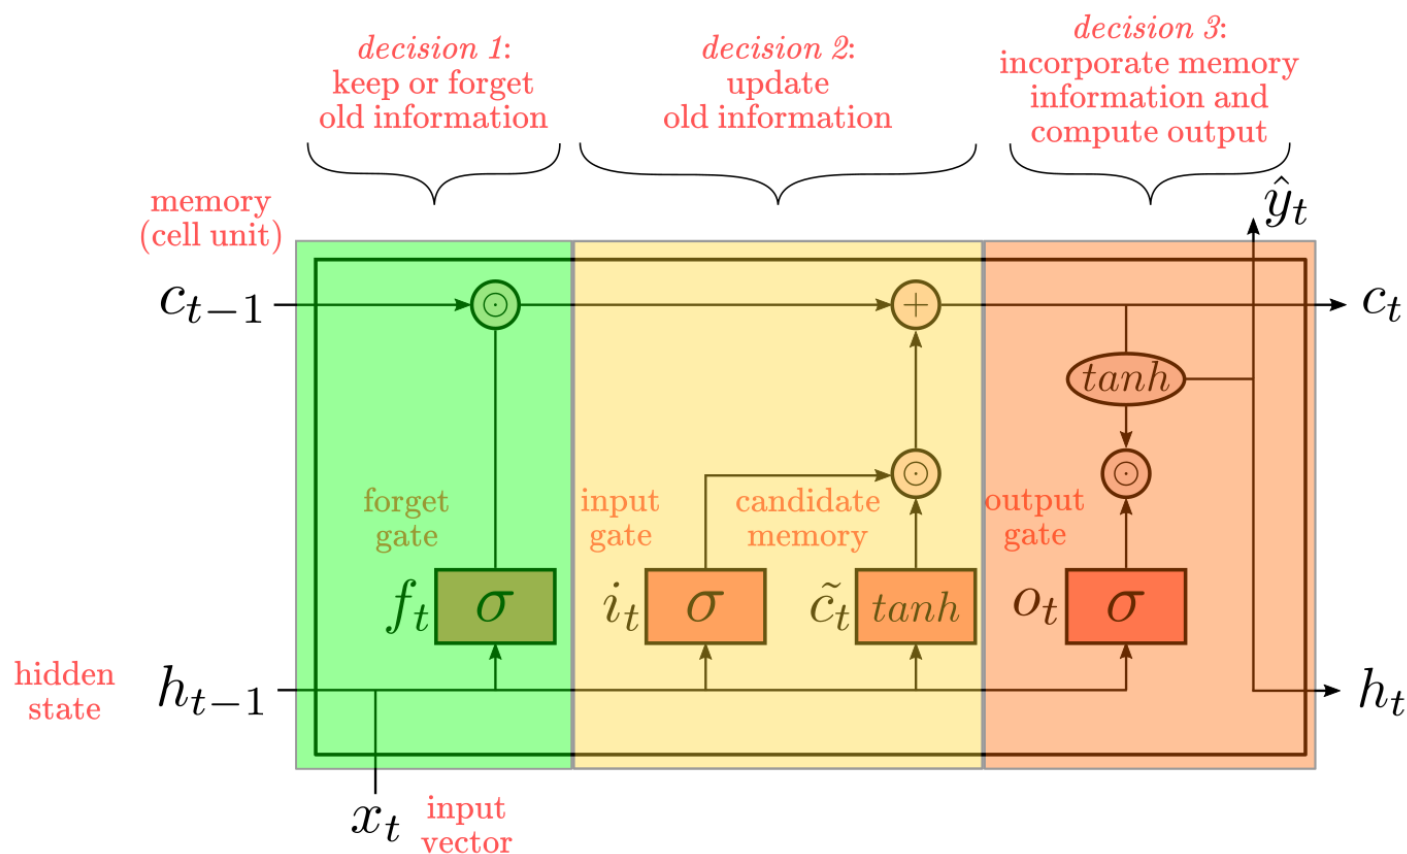 decision 1:
keep or forget
old information
decision 2:
update
old information
decision 3:
incorporate memory
information and
compute output
memory
(cell unit)
ŷₜ
cₜ₋₁
⊙
+
cₜ
tanh
⊙
⊙
forget
gate
input
gate
candidate
memory
output
gate
fₜ
σ
iₜ
σ
c̃ₜ
tanh
oₜ
σ
hidden
state
hₜ₋₁
hₜ
xₜ
input
vector